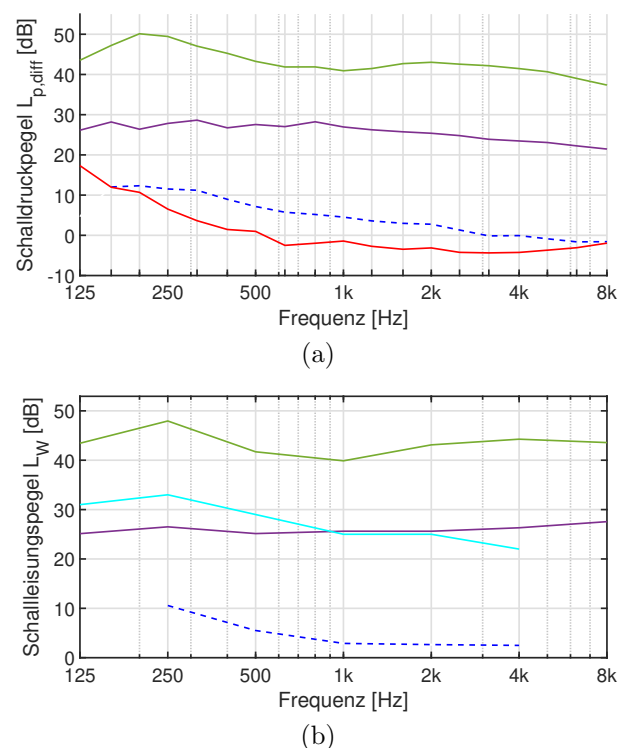 Schalldruckpegel L_p,diff [dB]
50
40
30
20
10
0
-10
125 250 500 1k 2k 4k 8k
Frequenz [Hz]
(a)
Schallleisungspegel L_W [dB]
50
40
30
20
10
0
125 250 500 1k 2k 4k 8k
Frequenz [Hz]
(b)